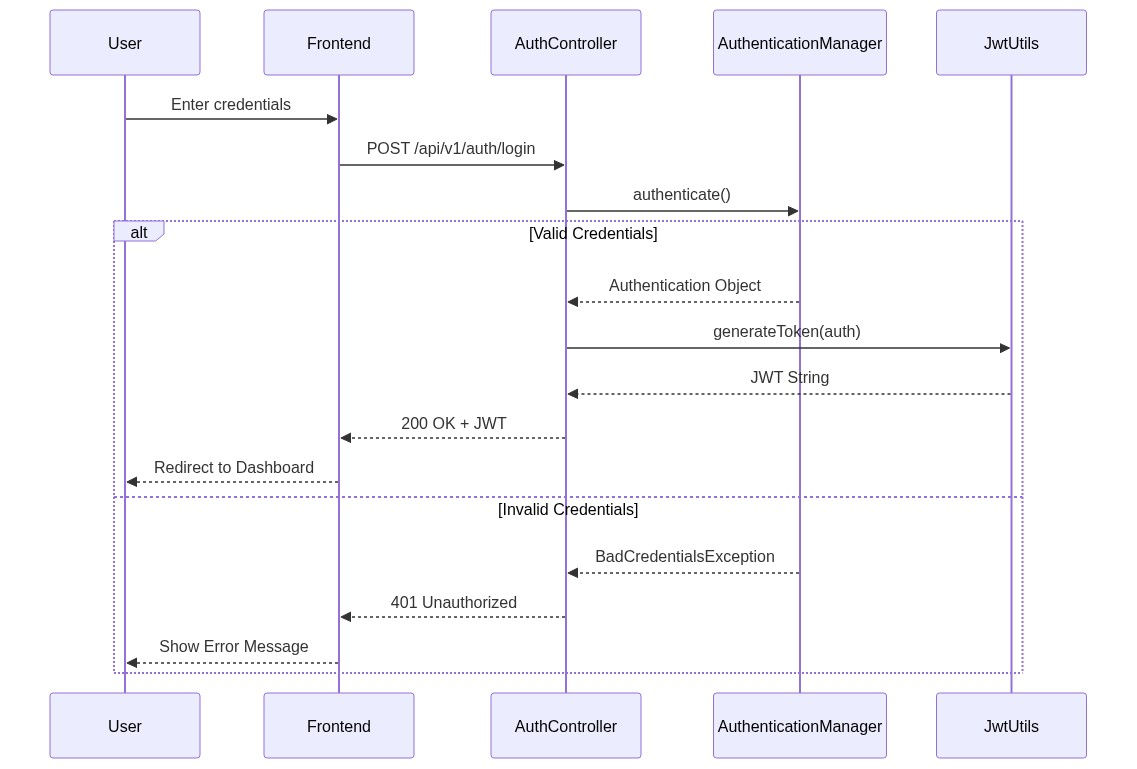 User
Frontend
AuthController
AuthenticationManager
JwtUtils
Enter credentials
POST /api/v1/auth/login
authenticate()
alt
[Valid Credentials]
Authentication Object
generateToken(auth)
JWT String
200 OK + JWT
Redirect to Dashboard
[Invalid Credentials]
BadCredentialsException
401 Unauthorized
Show Error Message
User
Frontend
AuthController
AuthenticationManager
JwtUtils